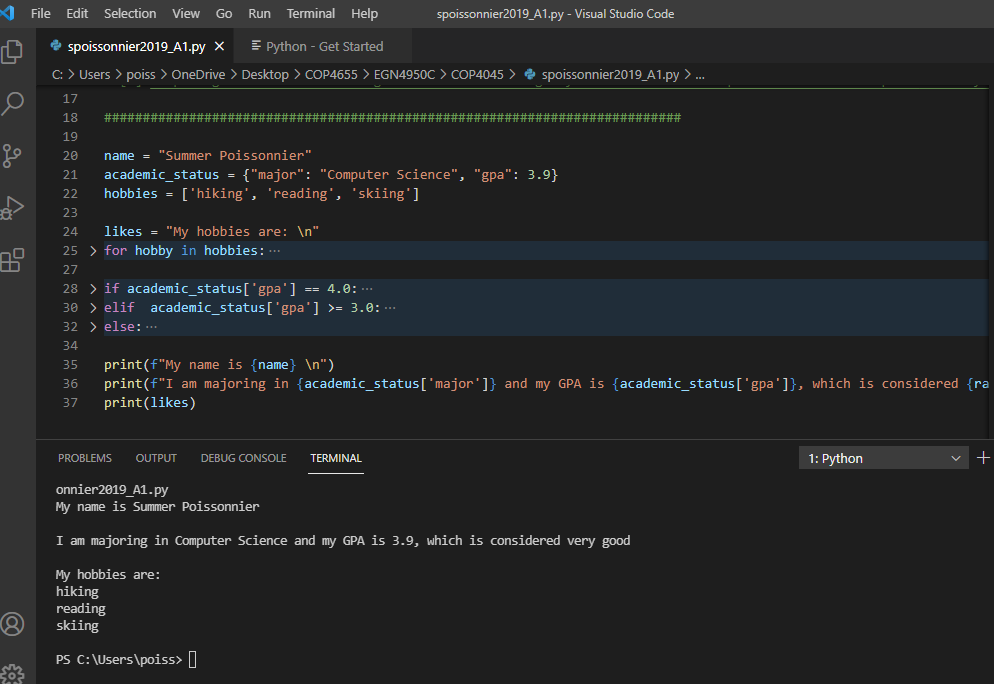 File Edit Selection View Go Run Terminal Help spoissonnier2019_A1.py - Visual Studio Code
spoissonnier2019_A1.py × Python - Get Started
C: > Users > poiss > OneDrive > Desktop > COP4655 > EGN4950C > COP4045 > spoissonnier2019_A1.py > ...
17
18 ###########################################################################
19
20 name = "Summer Poissonnier"
21 academic_status = {"major": "Computer Science", "gpa": 3.9}
22 hobbies = ['hiking', 'reading', 'skiing']
23
24 likes = "My hobbies are: \n"
25 > for hobby in hobbies: ···
27
28 > if academic_status['gpa'] == 4.0: ···
30 > elif  academic_status['gpa'] >= 3.0: ···
32 > else: ···
34
35 print(f"My name is {name} \n")
36 print(f"I am majoring in {academic_status['major']} and my GPA is {academic_status['gpa']}, which is considered {ra
37 print(likes)
PROBLEMS OUTPUT DEBUG CONSOLE TERMINAL 1: Python +
onnier2019_A1.py
My name is Summer Poissonnier
I am majoring in Computer Science and my GPA is 3.9, which is considered very good
My hobbies are:
hiking
reading
skiing
PS C:\Users\poiss>